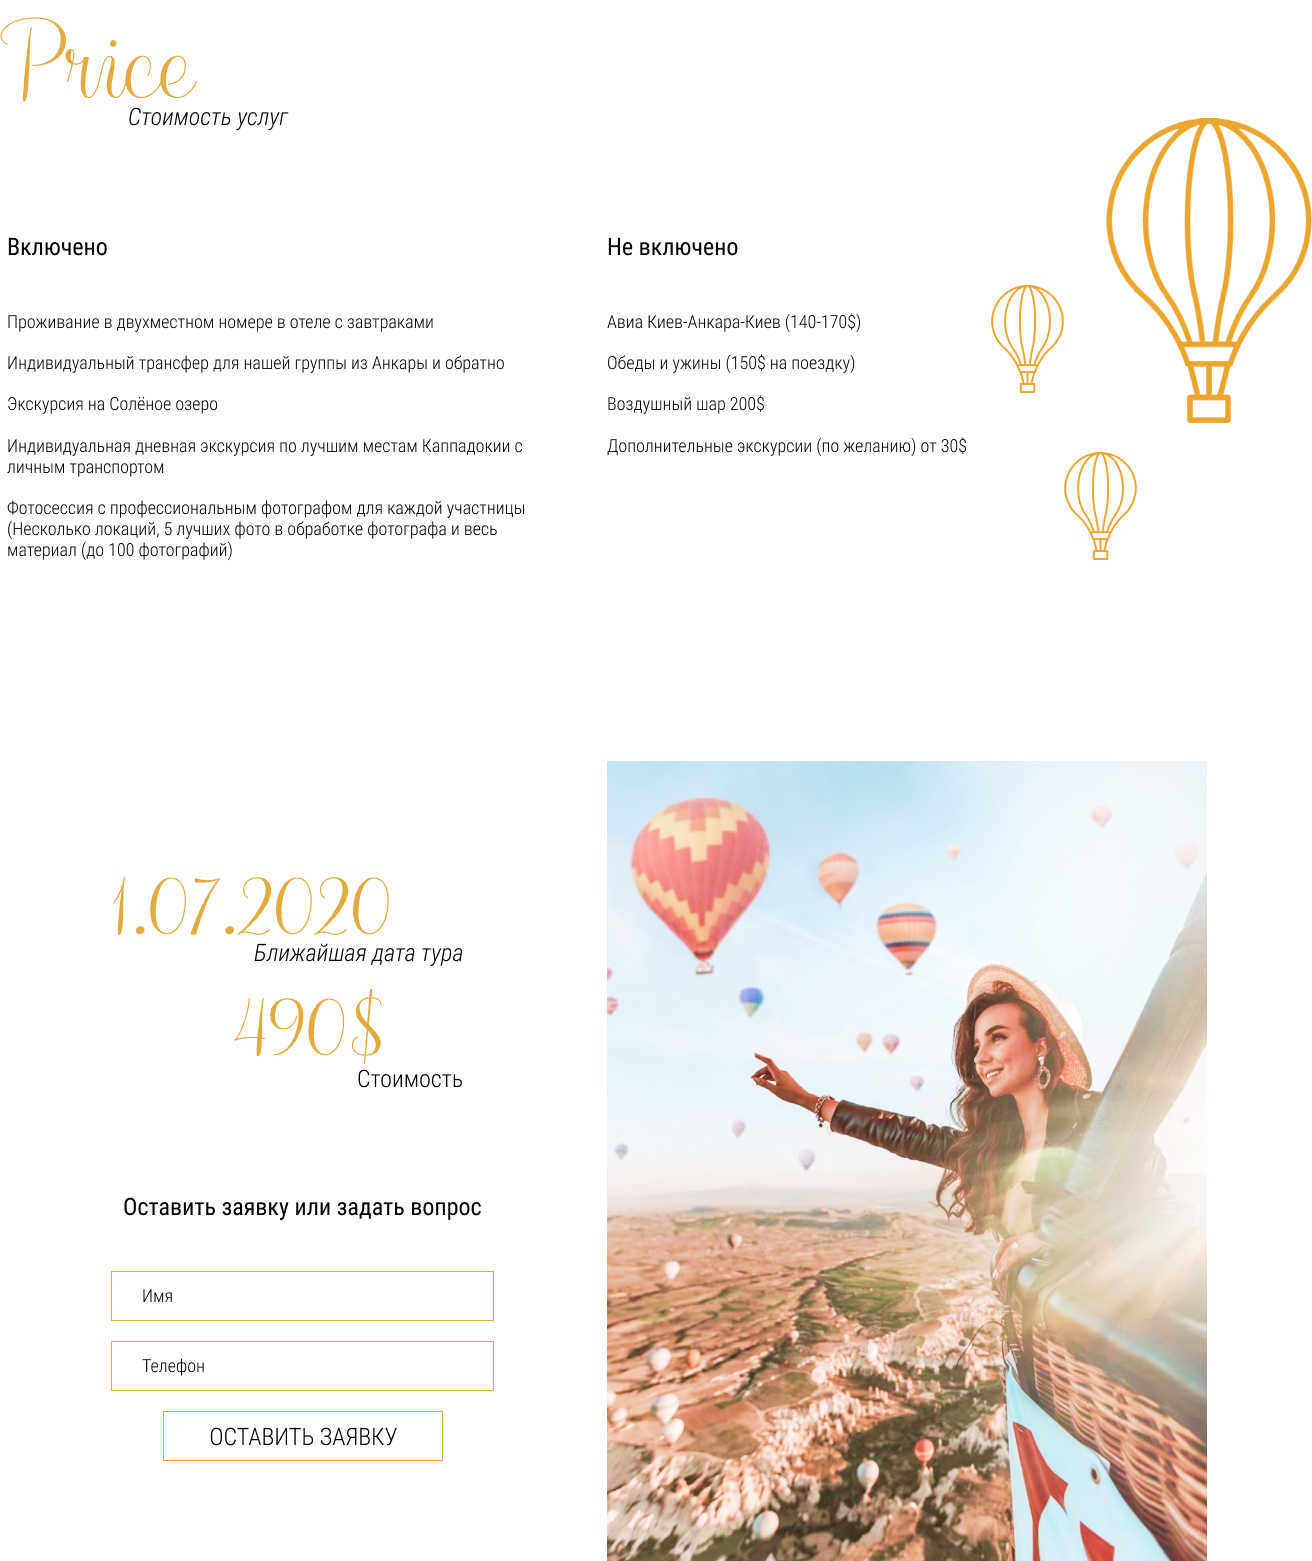 Price
Стоимость услуг
Включено
Проживание в двухместном номере в отеле с завтраками
Индивидуальный трансфер для нашей группы из Анкары и обратно
Экскурсия на Солёное озеро
Индивидуальная дневная экскурсия по лучшим местам Каппадокии с
личным транспортом
Фотосессия с профессиональным фотографом для каждой участницы
(Несколько локаций, 5 лучших фото в обработке фотографа и весь
материал (до 100 фотографий)
Не включено
Авиа Киев-Анкара-Киев (140-170$)
Обеды и ужины (150$ на поездку)
Воздушный шар 200$
Дополнительные экскурсии (по желанию) от 30$
1.07.2020
Ближайшая дата тура
490$
Стоимость
Оставить заявку или задать вопрос
Имя
Телефон
ОСТАВИТЬ ЗАЯВКУ